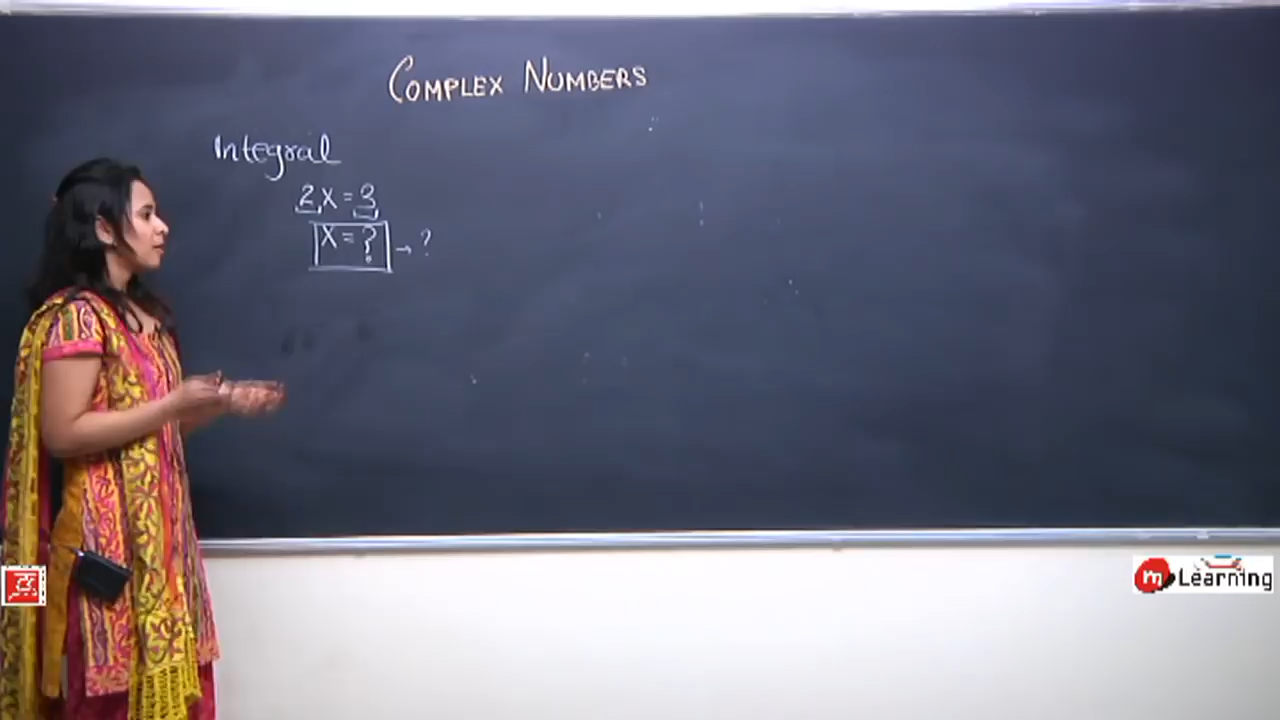 COMPLEX NUMBERS
Integral
2x = 3
x = ? → ?
m Learning